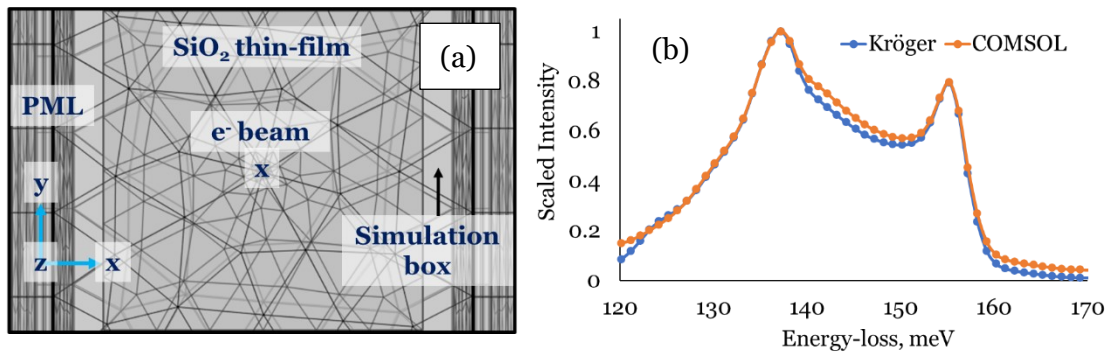 SiO₂ thin-film
(a)
PML
e⁻ beam
x
y
z
x
Simulation
box
(b)
Kröger
COMSOL
Scaled Intensity
1
0.8
0.6
0.4
0.2
0
120
130
140
150
160
170
Energy-loss, meV